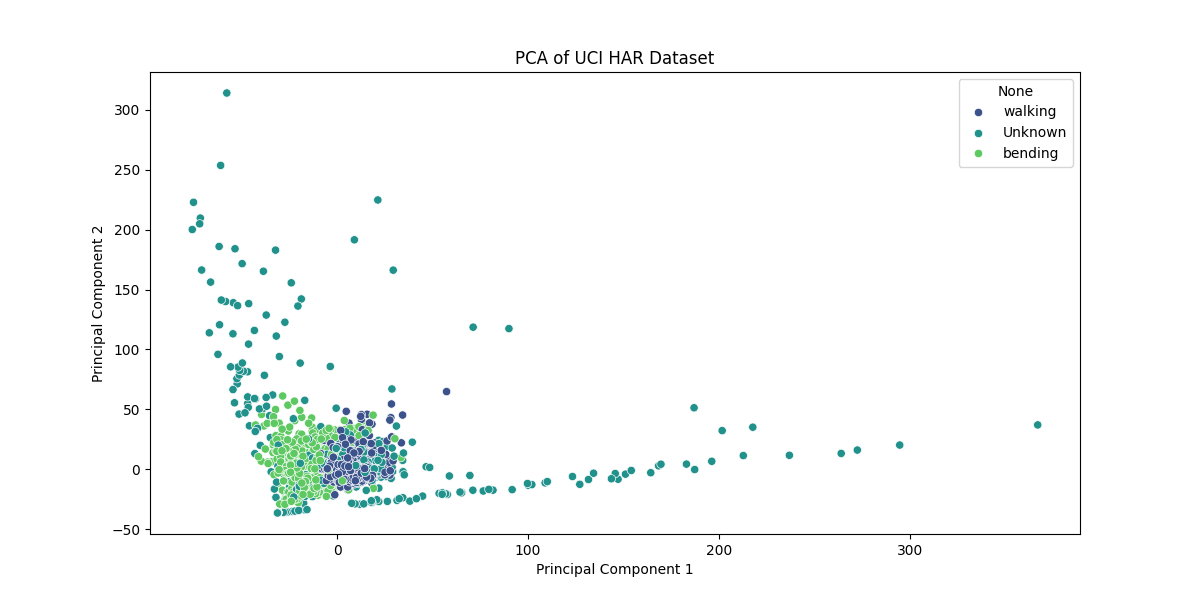 PCA of UCI HAR Dataset
None
walking
Unknown
bending
Principal Component 2
300
250
200
150
100
50
0
−50
0
100
200
300
Principal Component 1